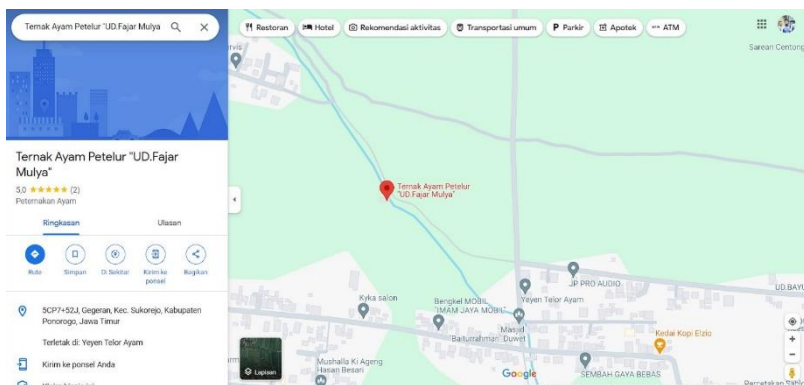 Ternak Ayam Petelur "UD.Fajar Mulya
Restoran
Hotel
Rekomendasi aktivitas
Transportasi umum
Parkir
Apotek
ATM
Sarean Centong
Ternak Ayam Petelur "UD.Fajar
Mulya"
5,0 ★★★★★ (2)
Peternakan Ayam
Ringkasan
Ulasan
Rute
Simpan
Di Sekitar
Kirim ke
ponsel
Bagikan
5CP7+52J, Gegeran, Kec. Sukorejo, Kabupaten
Ponorogo, Jawa Timur
Terletak di: Yeyen Telor Ayam
Kirim ke ponsel Anda
Ternak Ayam Petelur
"UD.Fajar Mulya"
JP PRO AUDIO
UD.BAYU
Kyka salon
Bengkel MOBIL
"IMAM JAYA MOBIL"
Yeyen Telor Ayam
Masjid
Baiturrahman Duwet
Kedai Kopi Elzio
Mushalla Ki Ageng
Hasan Besari
Lapisan
Google
SEMBAH GAYA BEBAS